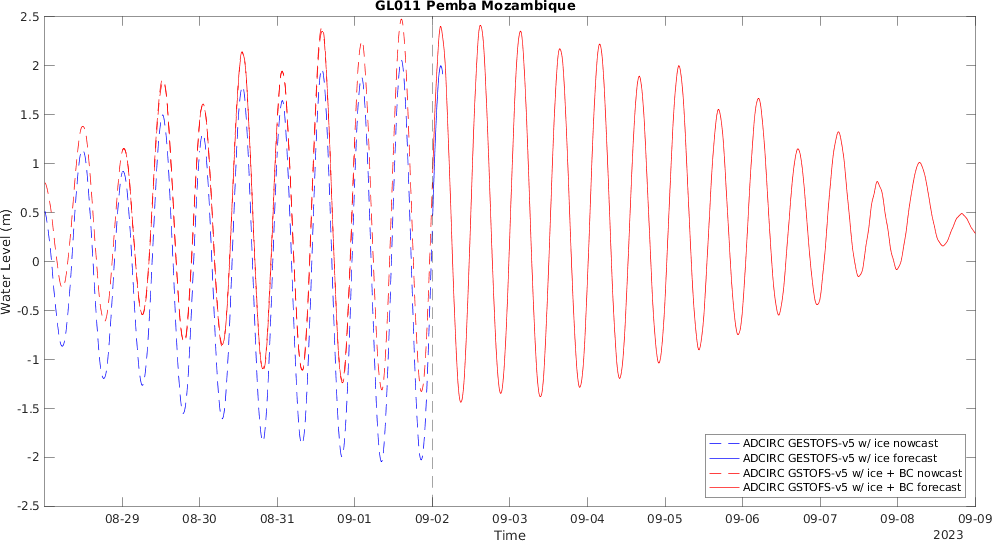 GL011 Pemba Mozambique
2.5
2
1.5
1
0.5
0
-0.5
-1
-1.5
-2
-2.5
Water Level (m)
08-29 08-30 08-31 09-01 09-02 09-03 09-04 09-05 09-06 09-07 09-08 09-09
Time
2023
ADCIRC GESTOFS-v5 w/ ice nowcast
ADCIRC GESTOFS-v5 w/ ice forecast
ADCIRC GSTOFS-v5 w/ ice + BC nowcast
ADCIRC GSTOFS-v5 w/ ice + BC forecast